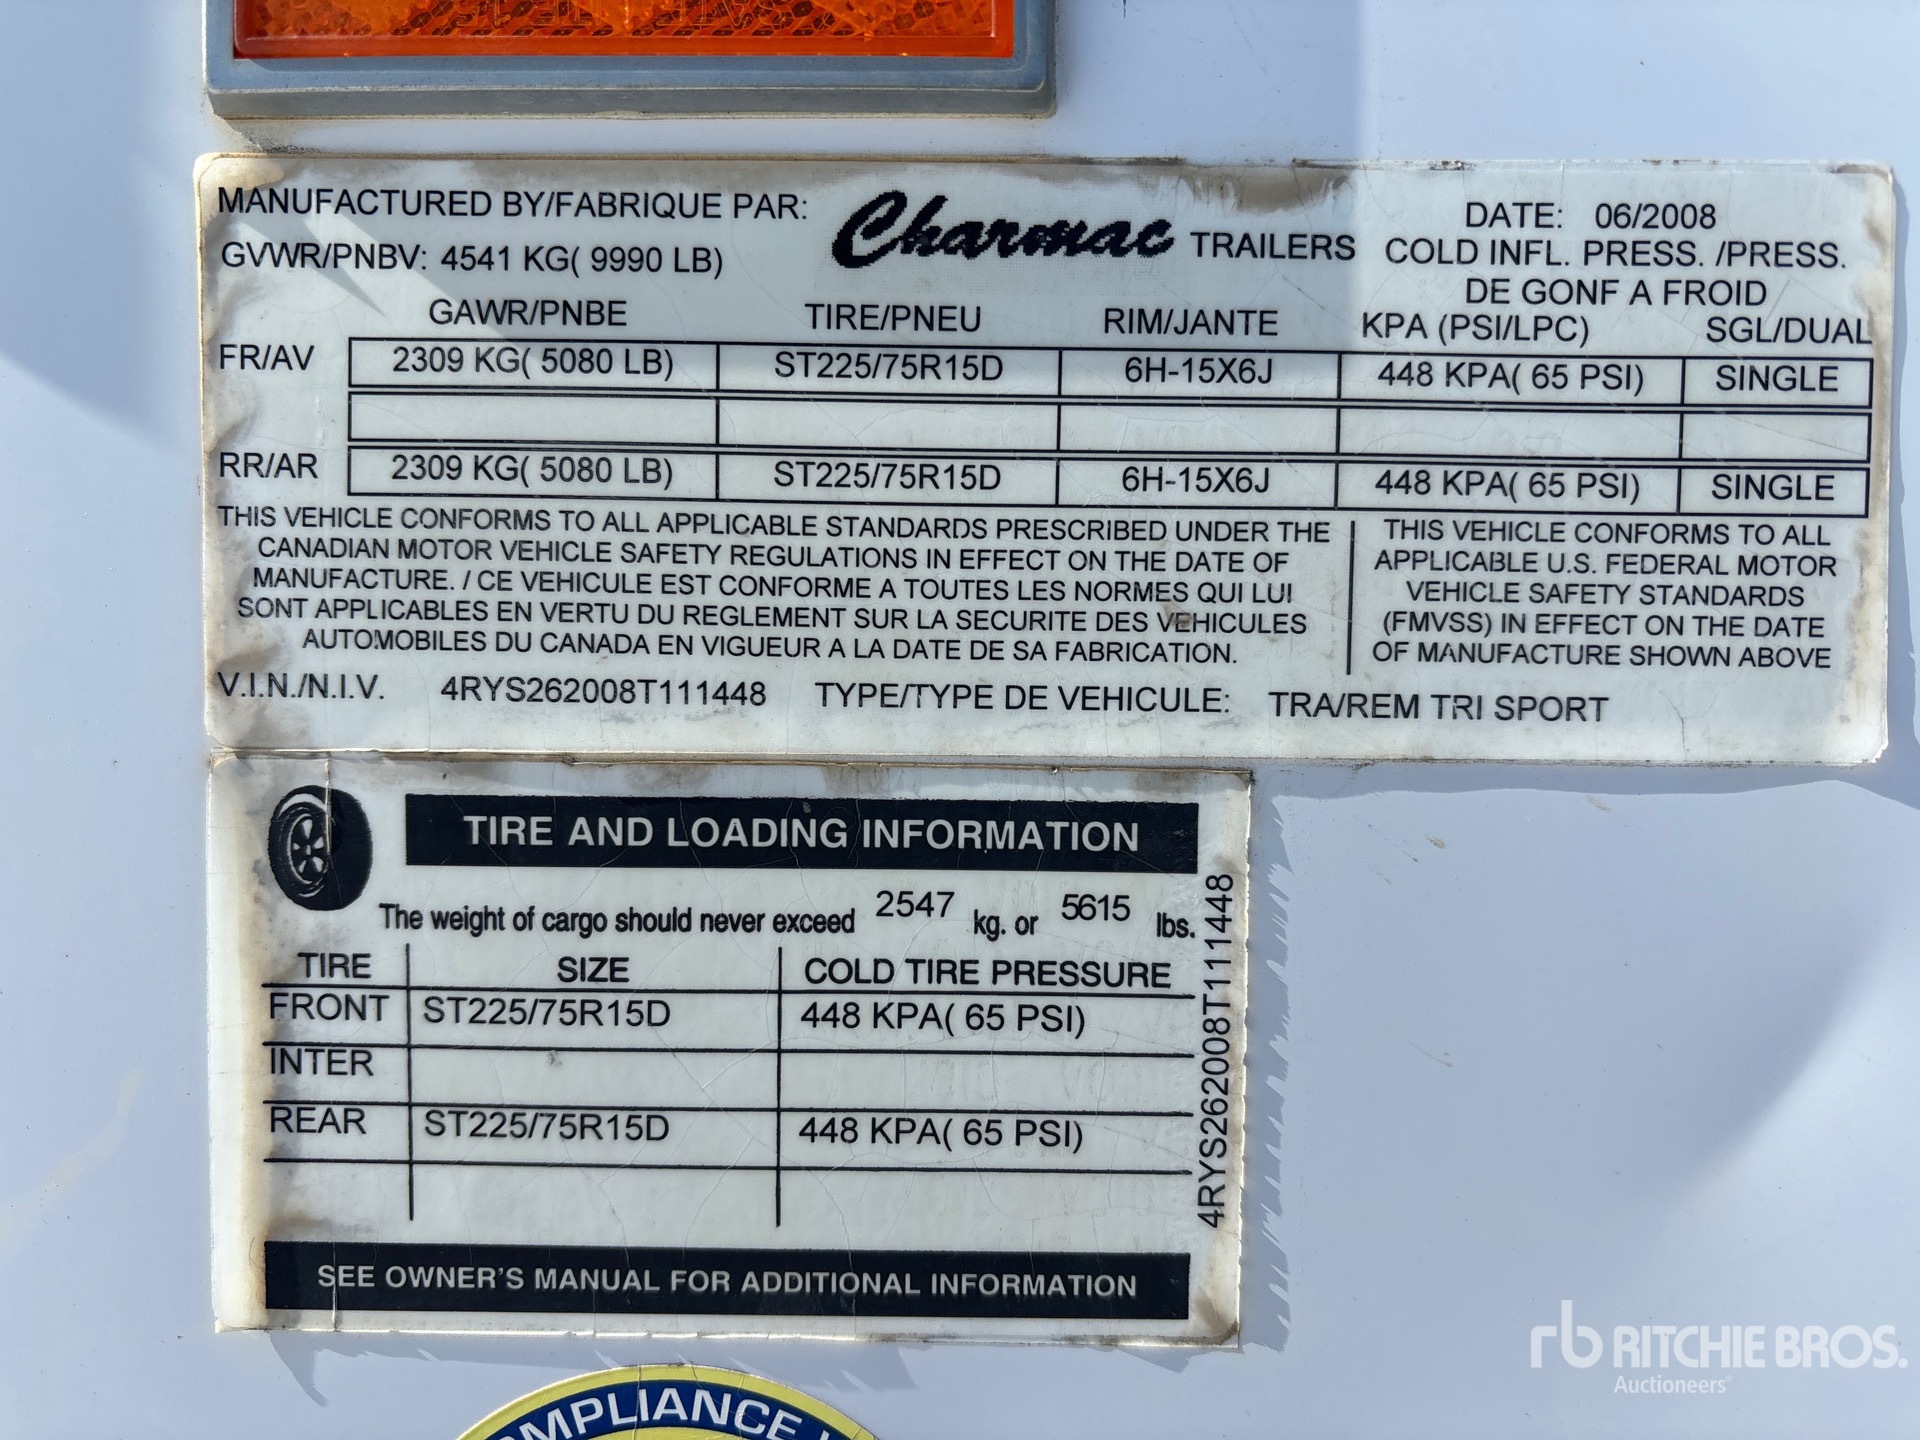 MANUFACTURED BY/FABRIQUE PAR: Charmac TRAILERS DATE: 06/2008
GVWR/PNBV: 4541 KG( 9990 LB) COLD INFL. PRESS. /PRESS.
DE GONF A FROID
GAWR/PNBE TIRE/PNEU RIM/JANTE KPA (PSI/LPC) SGL/DUAL
FR/AV 2309 KG( 5080 LB) ST225/75R15D 6H-15X6J 448 KPA( 65 PSI) SINGLE
RR/AR 2309 KG( 5080 LB) ST225/75R15D 6H-15X6J 448 KPA( 65 PSI) SINGLE
THIS VEHICLE CONFORMS TO ALL APPLICABLE STANDARDS PRESCRIBED UNDER THE
CANADIAN MOTOR VEHICLE SAFETY REGULATIONS IN EFFECT ON THE DATE OF
MANUFACTURE. / CE VEHICULE EST CONFORME A TOUTES LES NORMES QUI LUI
SONT APPLICABLES EN VERTU DU REGLEMENT SUR LA SECURITE DES VEHICULES
AUTOMOBILES DU CANADA EN VIGUEUR A LA DATE DE SA FABRICATION.
THIS VEHICLE CONFORMS TO ALL
APPLICABLE U.S. FEDERAL MOTOR
VEHICLE SAFETY STANDARDS
(FMVSS) IN EFFECT ON THE DATE
OF MANUFACTURE SHOWN ABOVE
V.I.N./N.I.V. 4RYS262008T111448 TYPE/TYPE DE VEHICULE: TRA/REM TRI SPORT
TIRE AND LOADING INFORMATION
The weight of cargo should never exceed 2547 kg. or 5615 lbs.
TIRE SIZE COLD TIRE PRESSURE
FRONT ST225/75R15D 448 KPA( 65 PSI)
INTER
REAR ST225/75R15D 448 KPA( 65 PSI)
4RYS262008T111448
SEE OWNER'S MANUAL FOR ADDITIONAL INFORMATION
rb RITCHIE BROS.
Auctioneers